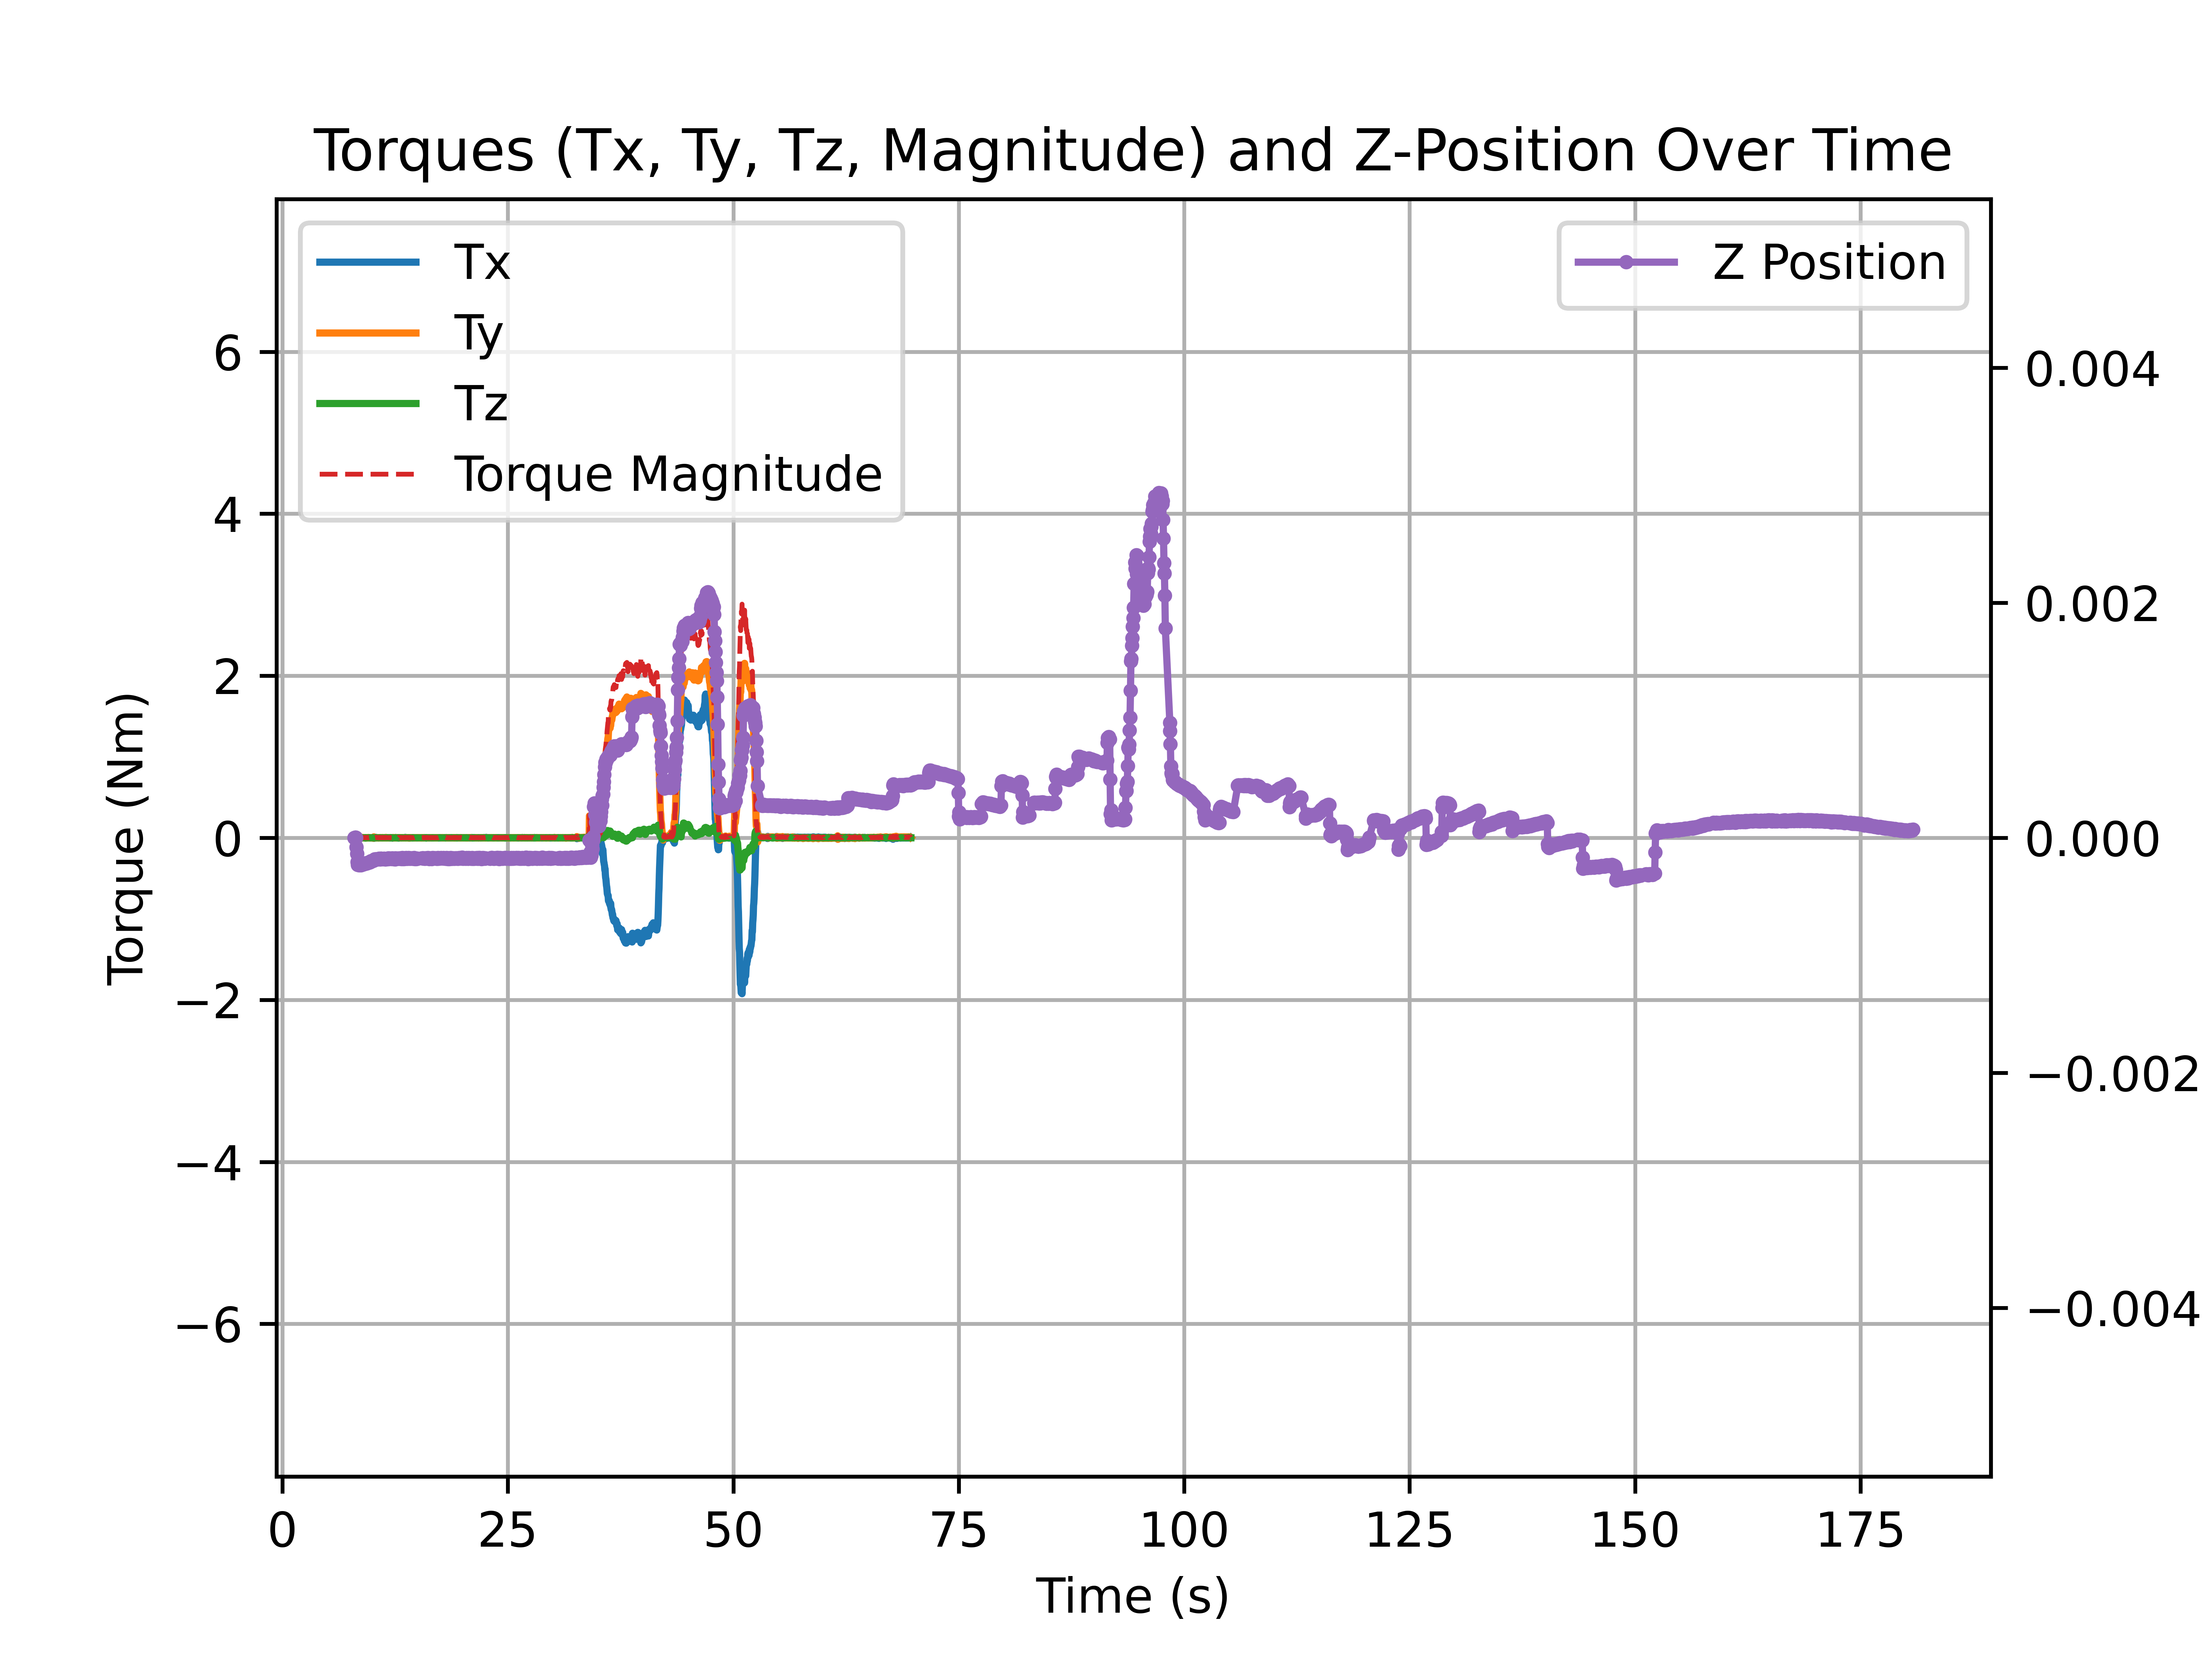 Torques (Tx, Ty, Tz, Magnitude) and Z-Position Over Time
Tx
Ty
Tz
Torque Magnitude
Z Position
6
4
2
0
−2
−4
−6
Torque (Nm)
0.004
0.002
0.000
−0.002
−0.004
0 25 50 75 100 125 150 175
Time (s)